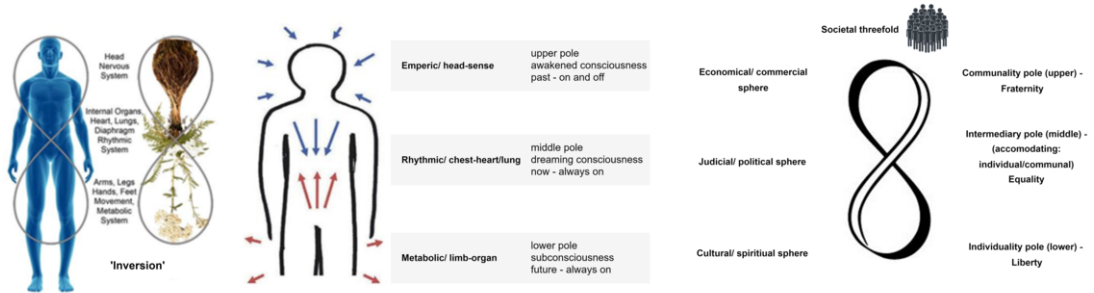 Head
Nervous
System
Internal Organs,
Heart, Lungs,
Diaphragm
Rhythmic
System
Arms, Legs
Hands, Feet
Movement,
Metabolic
System
'Inversion'
Emperic/ head-sense
upper pole
awakened consciousness
past - on and off
Rhythmic/ chest-heart/lung
middle pole
dreaming consciousness
now - always on
Metabolic/ limb-organ
lower pole
subconsciousness
future - always on
Societal threefold
Economical/ commercial
sphere
Communality pole (upper) -
Fraternity
Judicial/ political sphere
Intermediary pole (middle) -
(accomodating:
individual/communal)
Equality
Cultural/ spiritiual sphere
Individuality pole (lower) -
Liberty